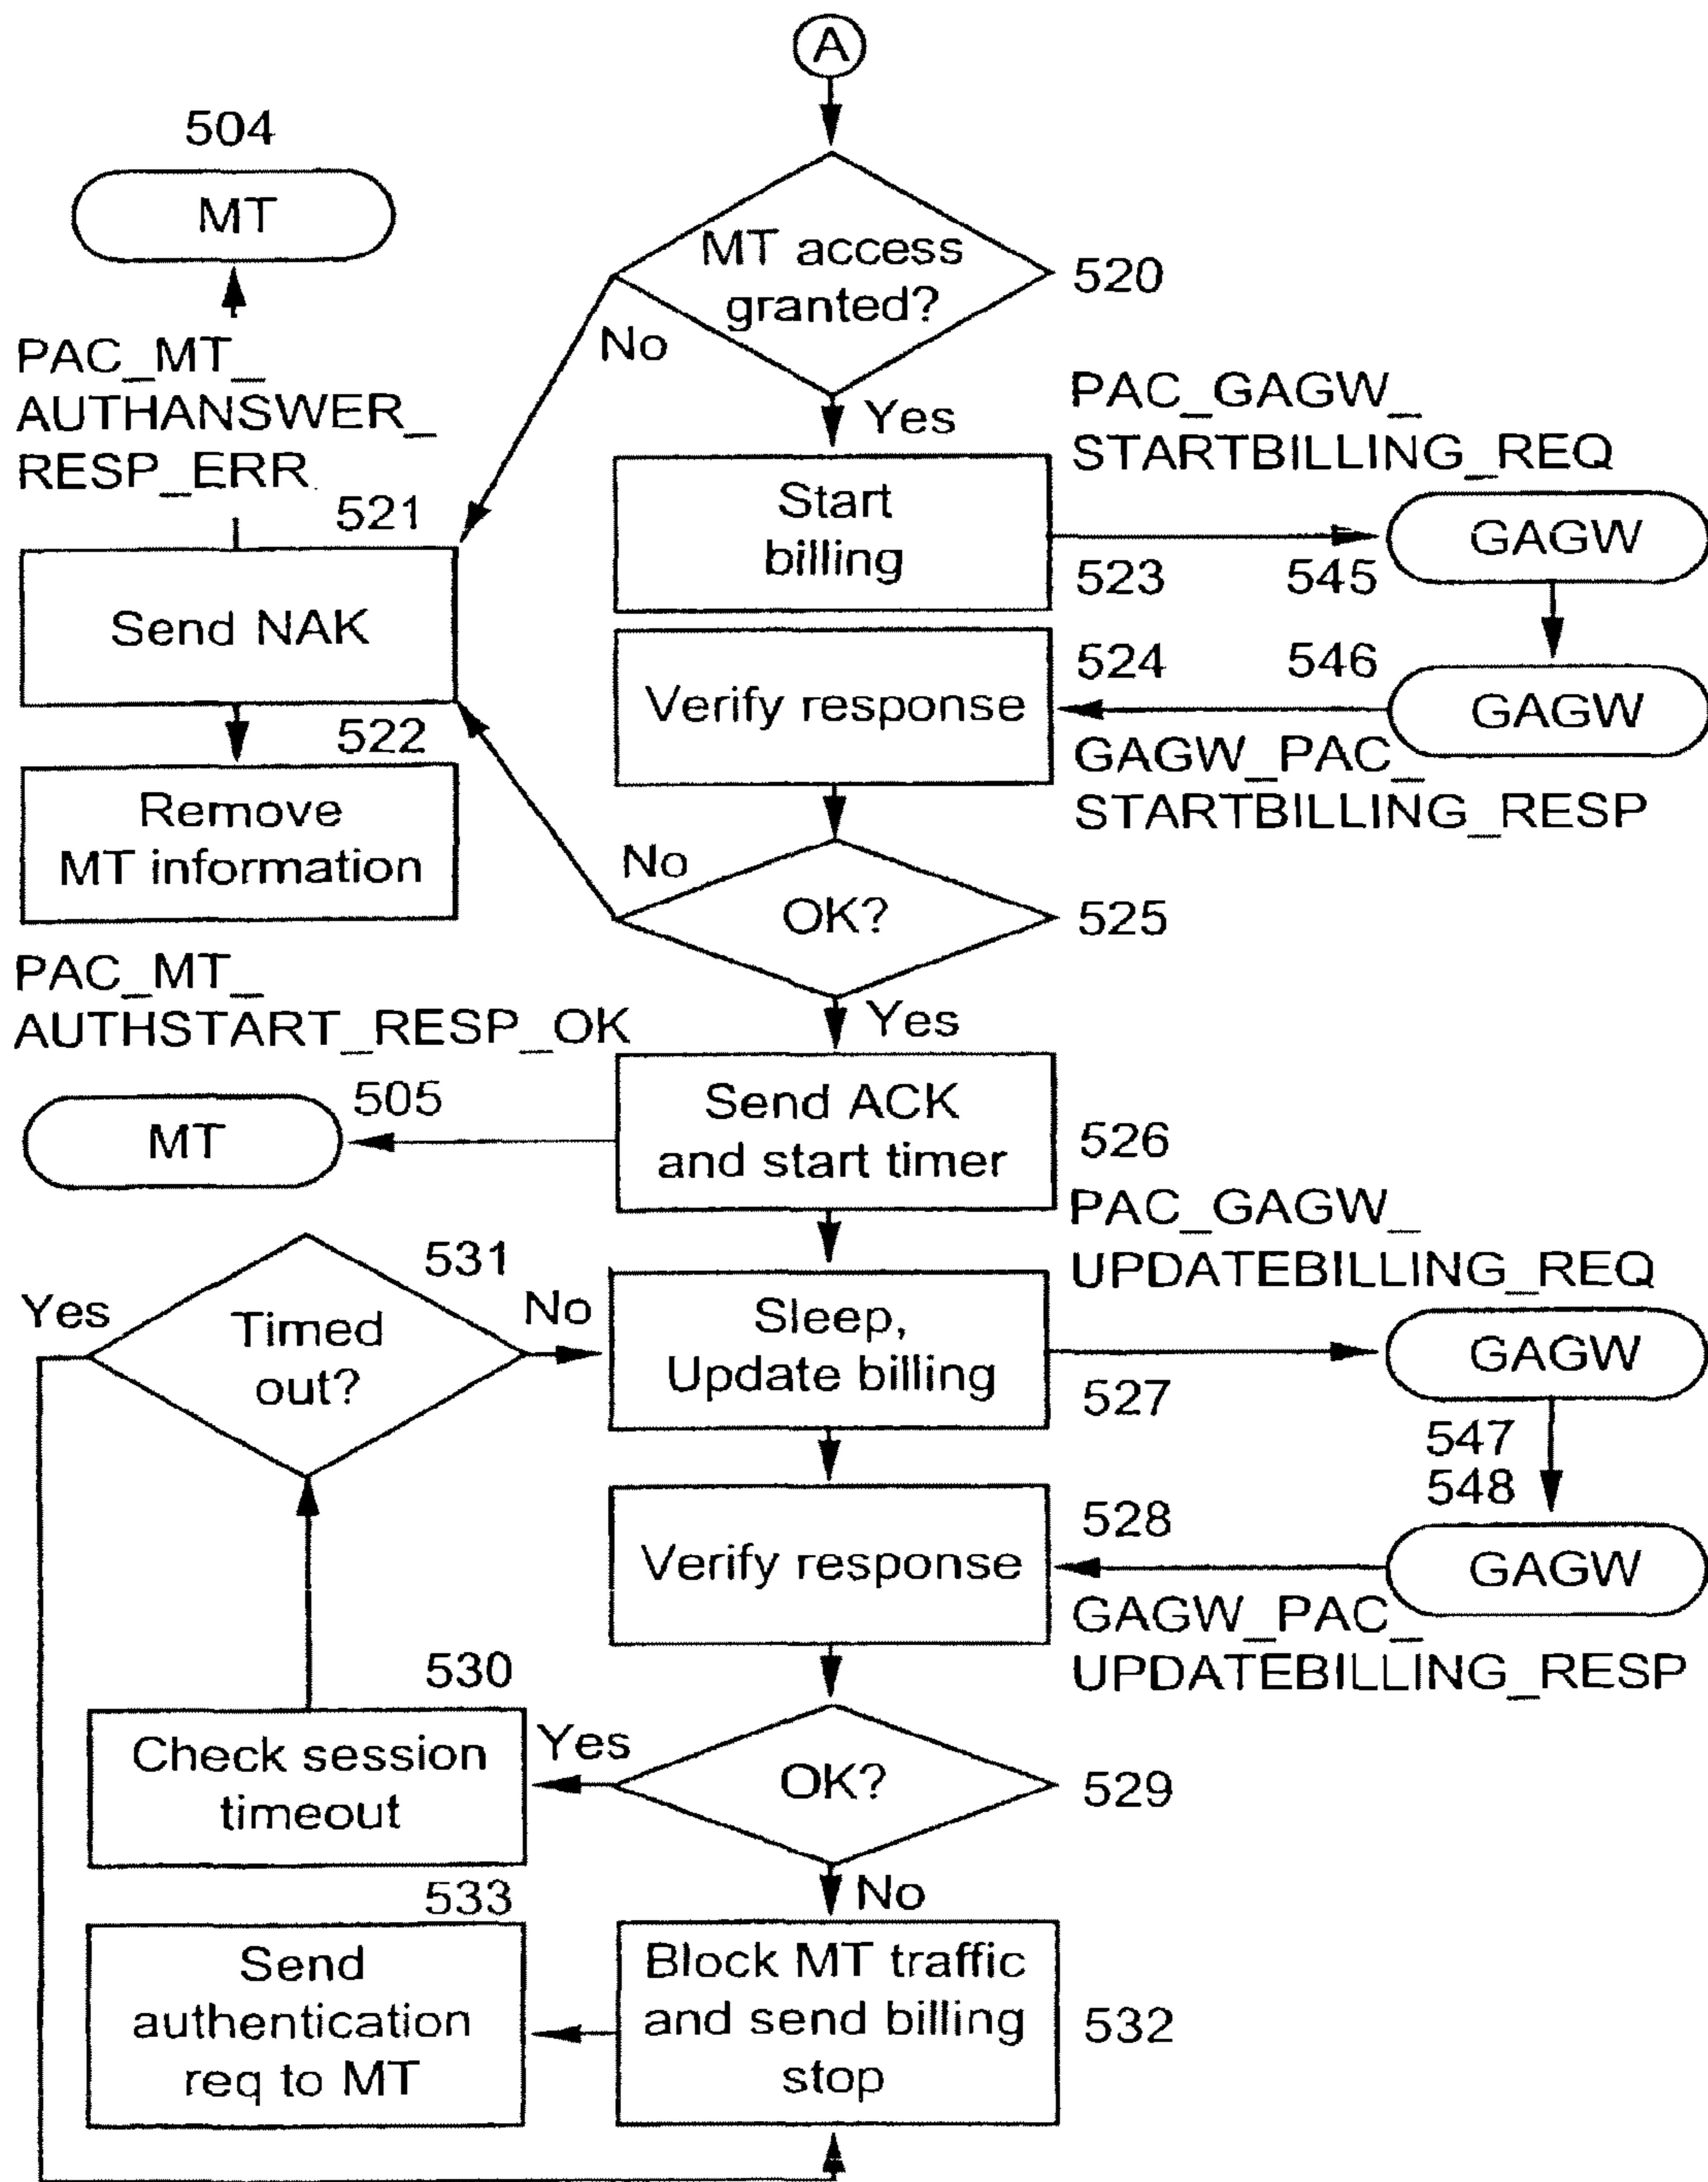 A
504
MT
MT access
granted?
520
No
Yes
PAC_MT_
AUTHANSWER_
RESP_ERR
PAC_GAGW_
STARTBILLING_REQ
521
Start
billing
523
545
GAGW
Send NAK
524
546
Verify response
GAGW
522
GAGW_PAC_
STARTBILLING_RESP
Remove
MT information
No
OK?
525
PAC_MT_
AUTHSTART_RESP_OK
Yes
505
MT
Send ACK
and start timer
526
PAC_GAGW_
UPDATEBILLING_REQ
531
Yes
No
Timed
out?
Sleep,
Update billing
527
GAGW
547
548
528
Verify response
GAGW
GAGW_PAC_
UPDATEBILLING_RESP
530
Check session
timeout
Yes
OK?
529
533
No
Send
authentication
req to MT
Block MT traffic
and send billing
stop
532